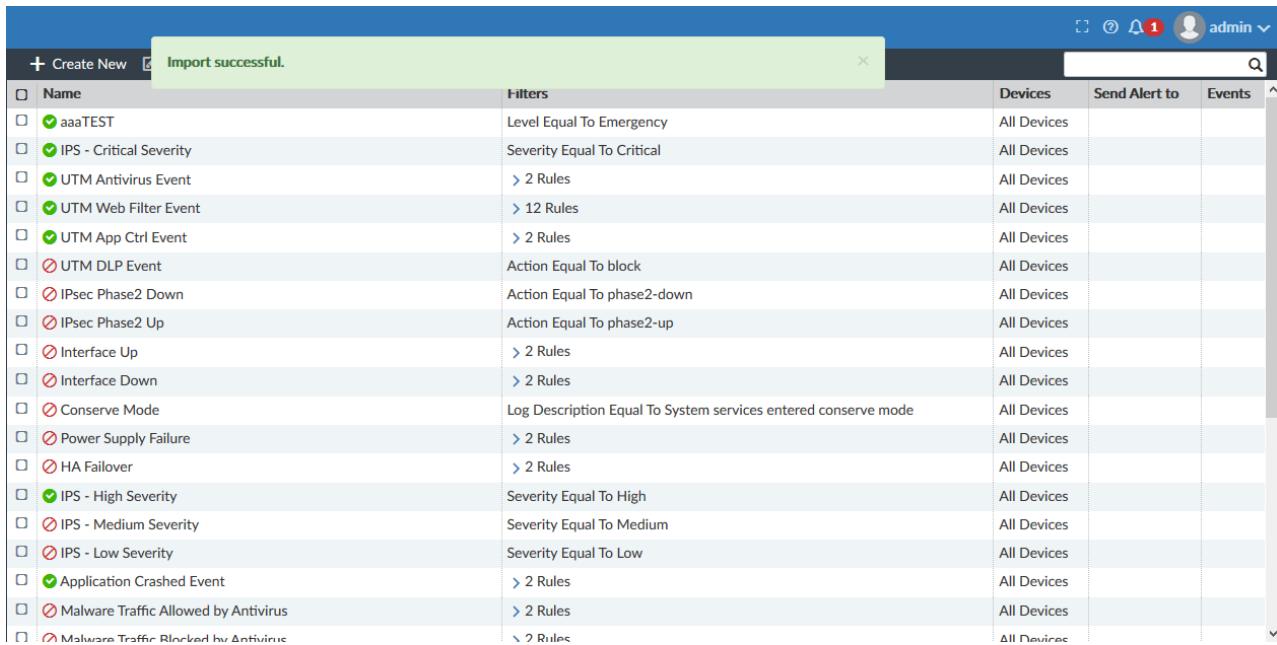 1 admin
Create New
Import successful.
Name Filters Devices Send Alert to Events
aaaTEST Level Equal To Emergency All Devices
IPS - Critical Severity Severity Equal To Critical All Devices
UTM Antivirus Event 2 Rules All Devices
UTM Web Filter Event 12 Rules All Devices
UTM App Ctrl Event 2 Rules All Devices
UTM DLP Event Action Equal To block All Devices
IPsec Phase2 Down Action Equal To phase2-down All Devices
IPsec Phase2 Up Action Equal To phase2-up All Devices
Interface Up 2 Rules All Devices
Interface Down 2 Rules All Devices
Conserve Mode Log Description Equal To System services entered conserve mode All Devices
Power Supply Failure 2 Rules All Devices
HA Failover 2 Rules All Devices
IPS - High Severity Severity Equal To High All Devices
IPS - Medium Severity Severity Equal To Medium All Devices
IPS - Low Severity Severity Equal To Low All Devices
Application Crashed Event 2 Rules All Devices
Malware Traffic Allowed by Antivirus 2 Rules All Devices
Malware Traffic Blocked by Antivirus 2 Rules All Devices